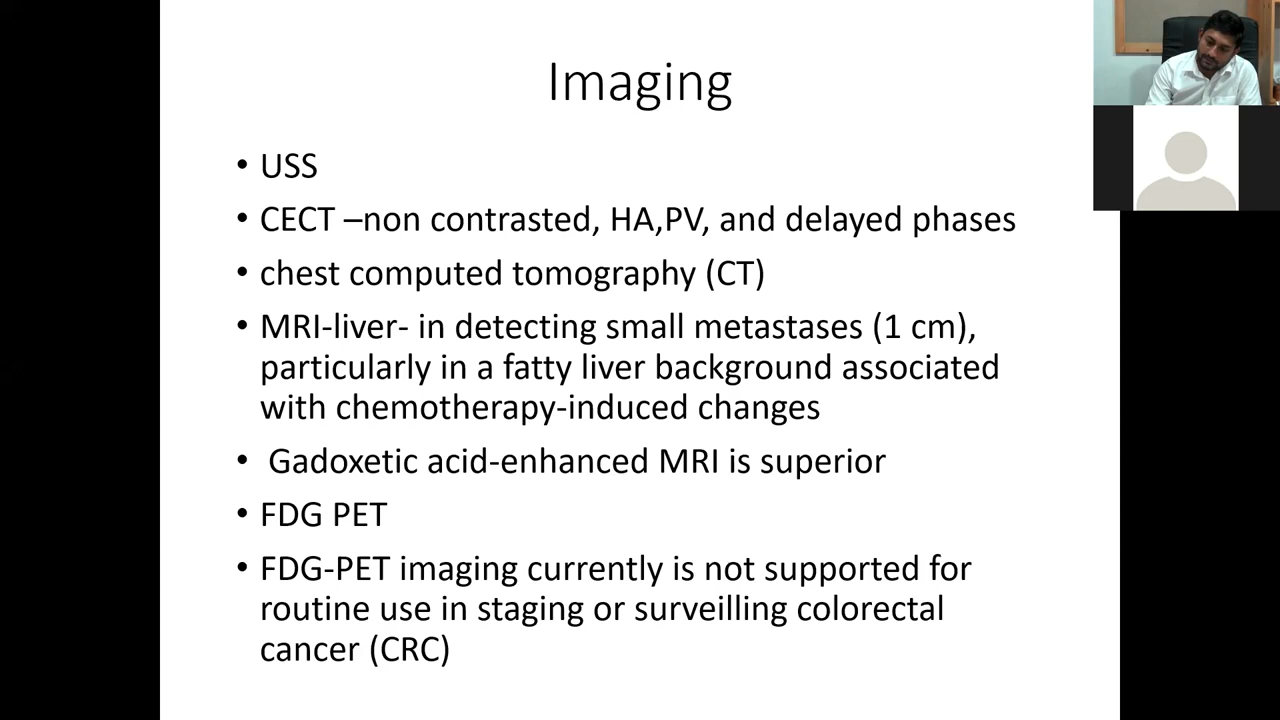 Imaging
• USS
• CECT –non contrasted, HA,PV, and delayed phases
• chest computed tomography (CT)
• MRI-liver- in detecting small metastases (1 cm),
particularly in a fatty liver background associated
with chemotherapy-induced changes
• Gadoxetic acid-enhanced MRI is superior
• FDG PET
• FDG-PET imaging currently is not supported for
routine use in staging or surveilling colorectal
cancer (CRC)